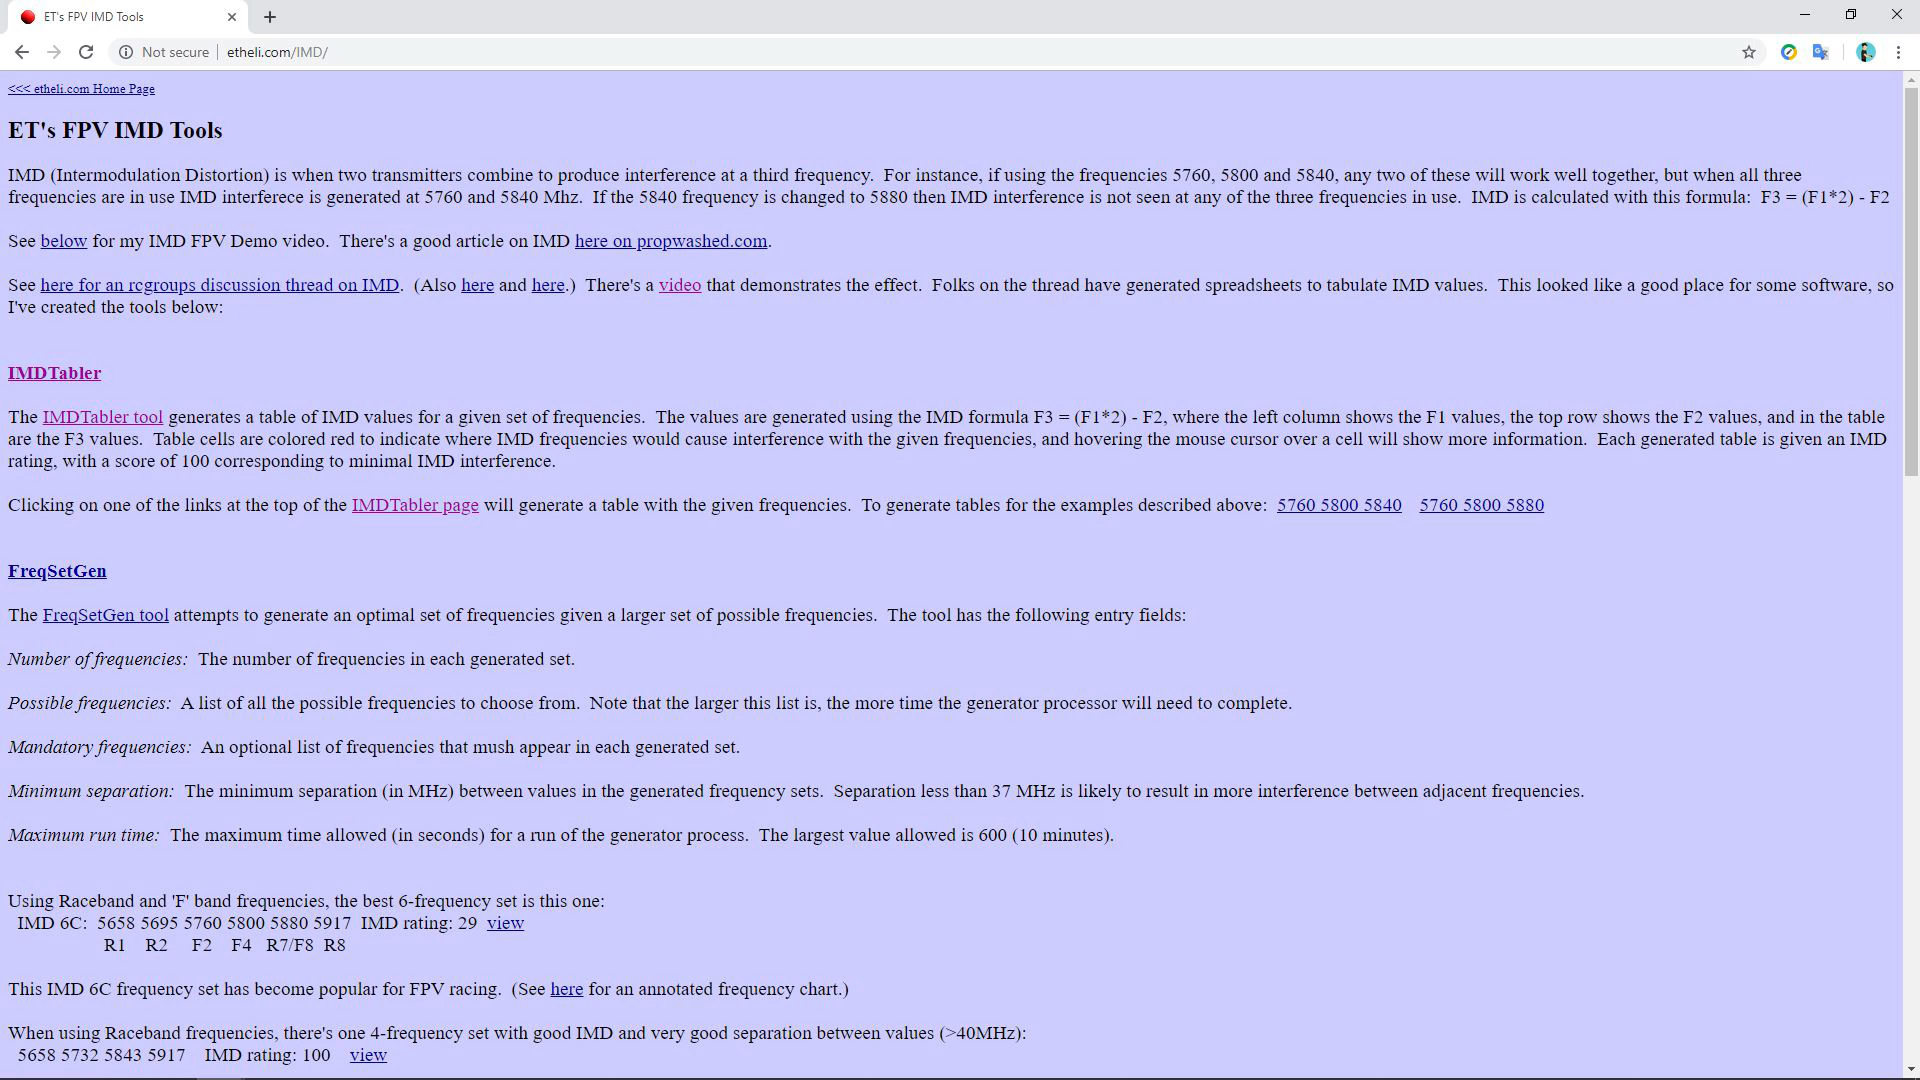 ET's FPV IMD Tools
Not secure | etheli.com/IMD/
<<< etheli.com Home Page
ET's FPV IMD Tools
IMD (Intermodulation Distortion) is when two transmitters combine to produce interference at a third frequency.  For instance, if using the frequencies 5760, 5800 and 5840, any two of these will work well together, but when all three
frequencies are in use IMD interferece is generated at 5760 and 5840 Mhz.  If the 5840 frequency is changed to 5880 then IMD interference is not seen at any of the three frequencies in use.  IMD is calculated with this formula:  F3 = (F1*2) - F2
See below for my IMD FPV Demo video.  There's a good article on IMD here on propwashed.com.
See here for an rcgroups discussion thread on IMD.  (Also here and here.)  There's a video that demonstrates the effect.  Folks on the thread have generated spreadsheets to tabulate IMD values.  This looked like a good place for some software, so
I've created the tools below:
IMDTabler
The IMDTabler tool generates a table of IMD values for a given set of frequencies.  The values are generated using the IMD formula F3 = (F1*2) - F2, where the left column shows the F1 values, the top row shows the F2 values, and in the table
are the F3 values.  Table cells are colored red to indicate where IMD frequencies would cause interference with the given frequencies, and hovering the mouse cursor over a cell will show more information.  Each generated table is given an IMD
rating, with a score of 100 corresponding to minimal IMD interference.
Clicking on one of the links at the top of the IMDTabler page will generate a table with the given frequencies.  To generate tables for the examples described above:  5760 5800 5840    5760 5800 5880
FreqSetGen
The FreqSetGen tool attempts to generate an optimal set of frequencies given a larger set of possible frequencies.  The tool has the following entry fields:
Number of frequencies:  The number of frequencies in each generated set.
Possible frequencies:  A list of all the possible frequencies to choose from.  Note that the larger this list is, the more time the generator processor will need to complete.
Mandatory frequencies:  An optional list of frequencies that mush appear in each generated set.
Minimum separation:  The minimum separation (in MHz) between values in the generated frequency sets.  Separation less than 37 MHz is likely to result in more interference between adjacent frequencies.
Maximum run time:  The maximum time allowed (in seconds) for a run of the generator process.  The largest value allowed is 600 (10 minutes).
Using Raceband and 'F' band frequencies, the best 6-frequency set is this one:
IMD 6C:  5658 5695 5760 5800 5880 5917  IMD rating: 29  view
R1    R2    F2    F4   R7/F8  R8
This IMD 6C frequency set has become popular for FPV racing.  (See here for an annotated frequency chart.)
When using Raceband frequencies, there's one 4-frequency set with good IMD and very good separation between values (>40MHz):
5658 5732 5843 5917    IMD rating: 100    view